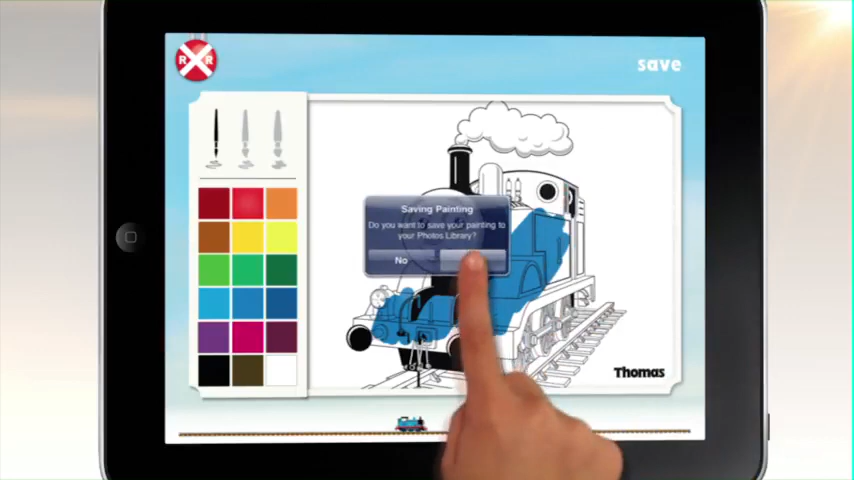 R R
save
Saving Painting
Do you want to save your painting to
your Photos Library?
No
Thomas